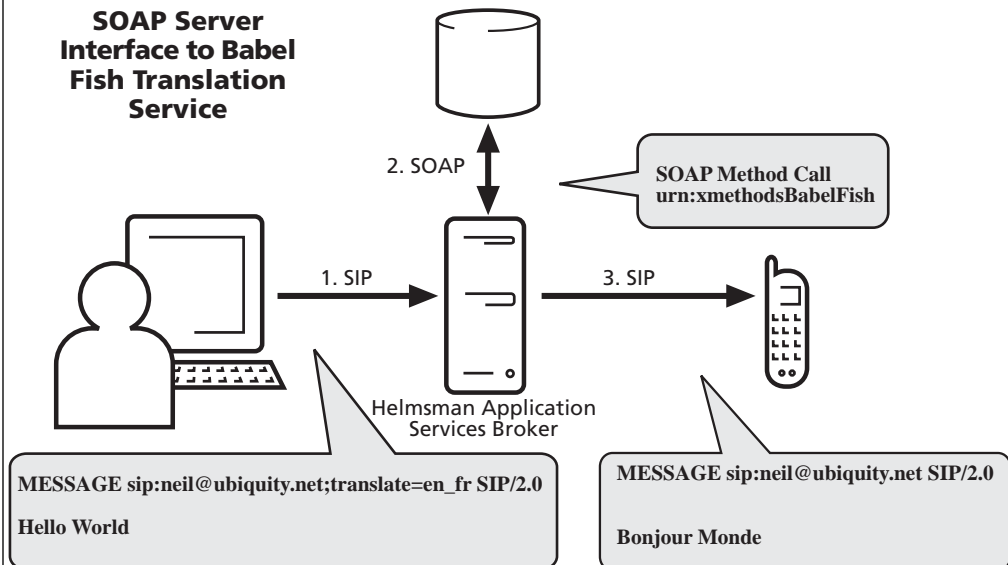 SOAP Server
Interface to Babel
Fish Translation
Service
2. SOAP
SOAP Method Call
urn:xmethodsBabelFish
1. SIP
3. SIP
Helmsman Application
Services Broker
MESSAGE sip:neil@ubiquity.net;translate=en_fr SIP/2.0
Hello World
MESSAGE sip:neil@ubiquity.net SIP/2.0
Bonjour Monde